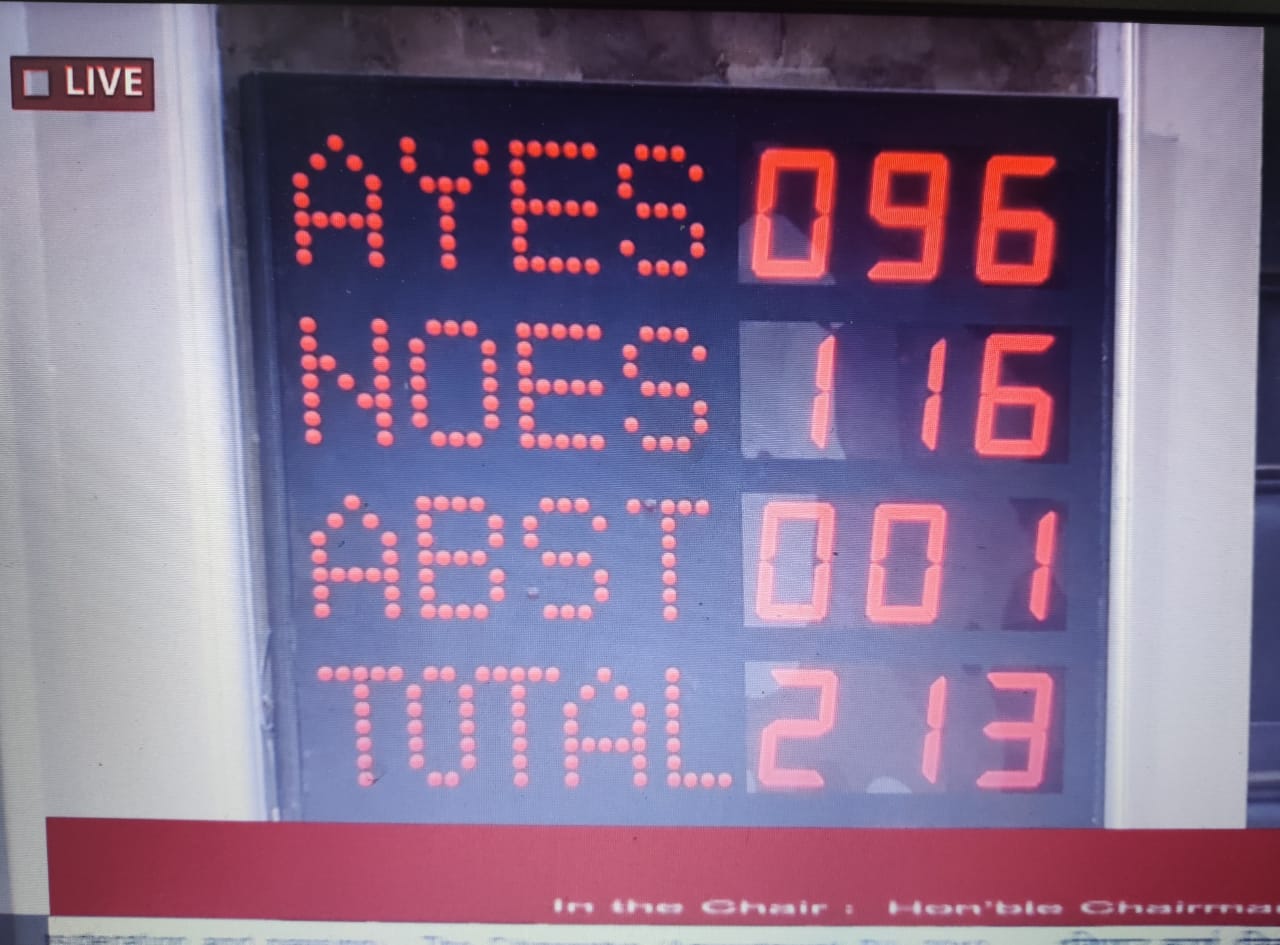 LIVE
AYES 096
NOES 116
ABST 001
TOTAL 213
In the Chair : Hon'ble Chairma